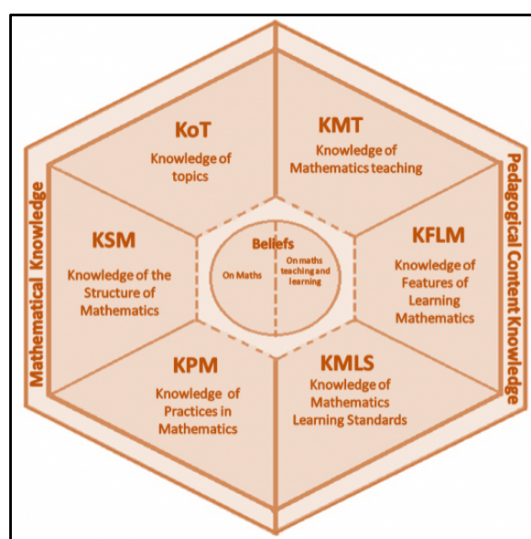 KoT
Knowledge of
topics
KMT
Knowledge of
Mathematics teaching
Mathematical Knowledge
Pedagogical Content Knowledge
KSM
Knowledge of the
Structure of
Mathematics
Beliefs
On Maths
On maths
teaching and
learning
KFLM
Knowledge of
Features of
Learning
Mathematics
KPM
Knowledge of
Practices in
Mathematics
KMLS
Knowledge of
Mathematics
Learning Standards